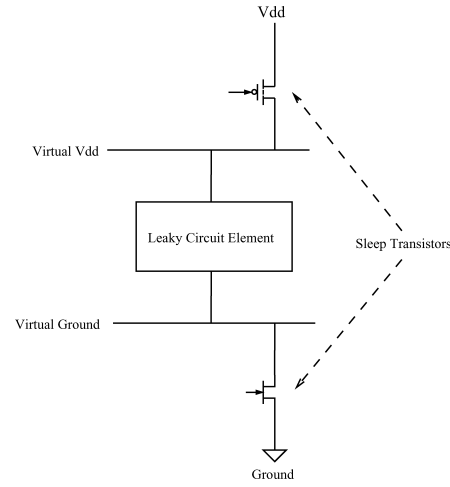 Vdd
Virtual Vdd
Leaky Circuit Element
Sleep Transistors
Virtual Ground
Ground